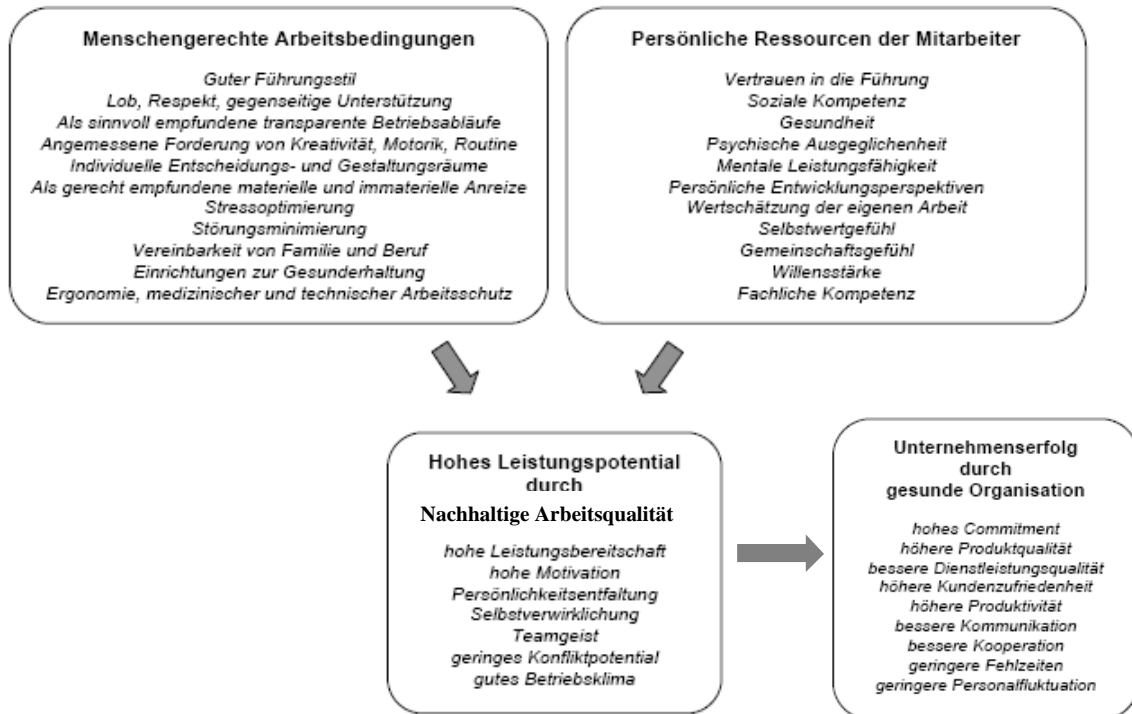 Menschengerechte Arbeitsbedingungen
Guter Führungsstil
Lob, Respekt, gegenseitige Unterstützung
Als sinnvoll empfundene transparente Betriebsabläufe
Angemessene Forderung von Kreativität, Motorik, Routine
Individuelle Entscheidungs- und Gestaltungsräume
Als gerecht empfundene materielle und immaterielle Anreize
Stressoptimierung
Störungsminimierung
Vereinbarkeit von Familie und Beruf
Einrichtungen zur Gesunderhaltung
Ergonomie, medizinischer und technischer Arbeitsschutz
Persönliche Ressourcen der Mitarbeiter
Vertrauen in die Führung
Soziale Kompetenz
Gesundheit
Psychische Ausgeglichenheit
Mentale Leistungsfähigkeit
Persönliche Entwicklungsperspektiven
Wertschätzung der eigenen Arbeit
Selbstwertgefühl
Gemeinschaftsgefühl
Willensstärke
Fachliche Kompetenz
Hohes Leistungspotential
durch
Nachhaltige Arbeitsqualität
hohe Leistungsbereitschaft
hohe Motivation
Persönlichkeitsentfaltung
Selbstverwirklichung
Teamgeist
geringes Konfliktpotential
gutes Betriebsklima
Unternehmenserfolg
durch
gesunde Organisation
hohes Commitment
höhere Produktqualität
bessere Dienstleistungsqualität
höhere Kundenzufriedenheit
höhere Produktivität
bessere Kommunikation
bessere Kooperation
geringere Fehlzeiten
geringere Personalfluktuation